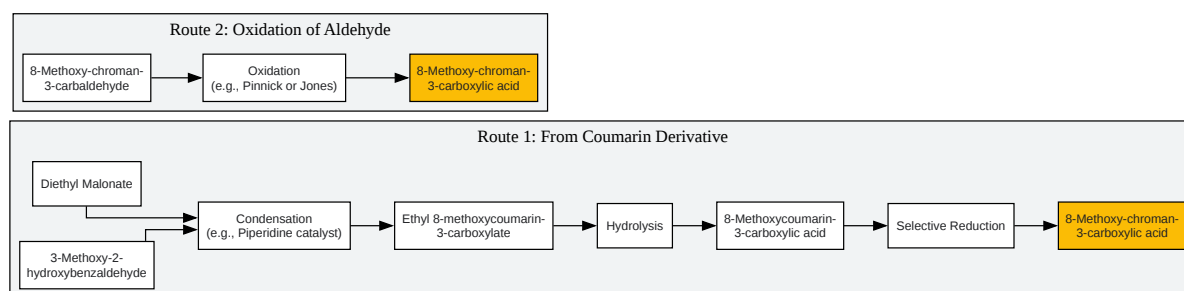 Route 2: Oxidation of Aldehyde
8-Methoxy-chroman-
3-carbaldehyde
Oxidation
(e.g., Pinnick or Jones)
8-Methoxy-chroman-
3-carboxylic acid
Route 1: From Coumarin Derivative
Diethyl Malonate
3-Methoxy-2-
hydroxybenzaldehyde
Condensation
(e.g., Piperidine catalyst)
Ethyl 8-methoxycoumarin-
3-carboxylate
Hydrolysis
8-Methoxycoumarin-
3-carboxylic acid
Selective Reduction
8-Methoxy-chroman-
3-carboxylic acid